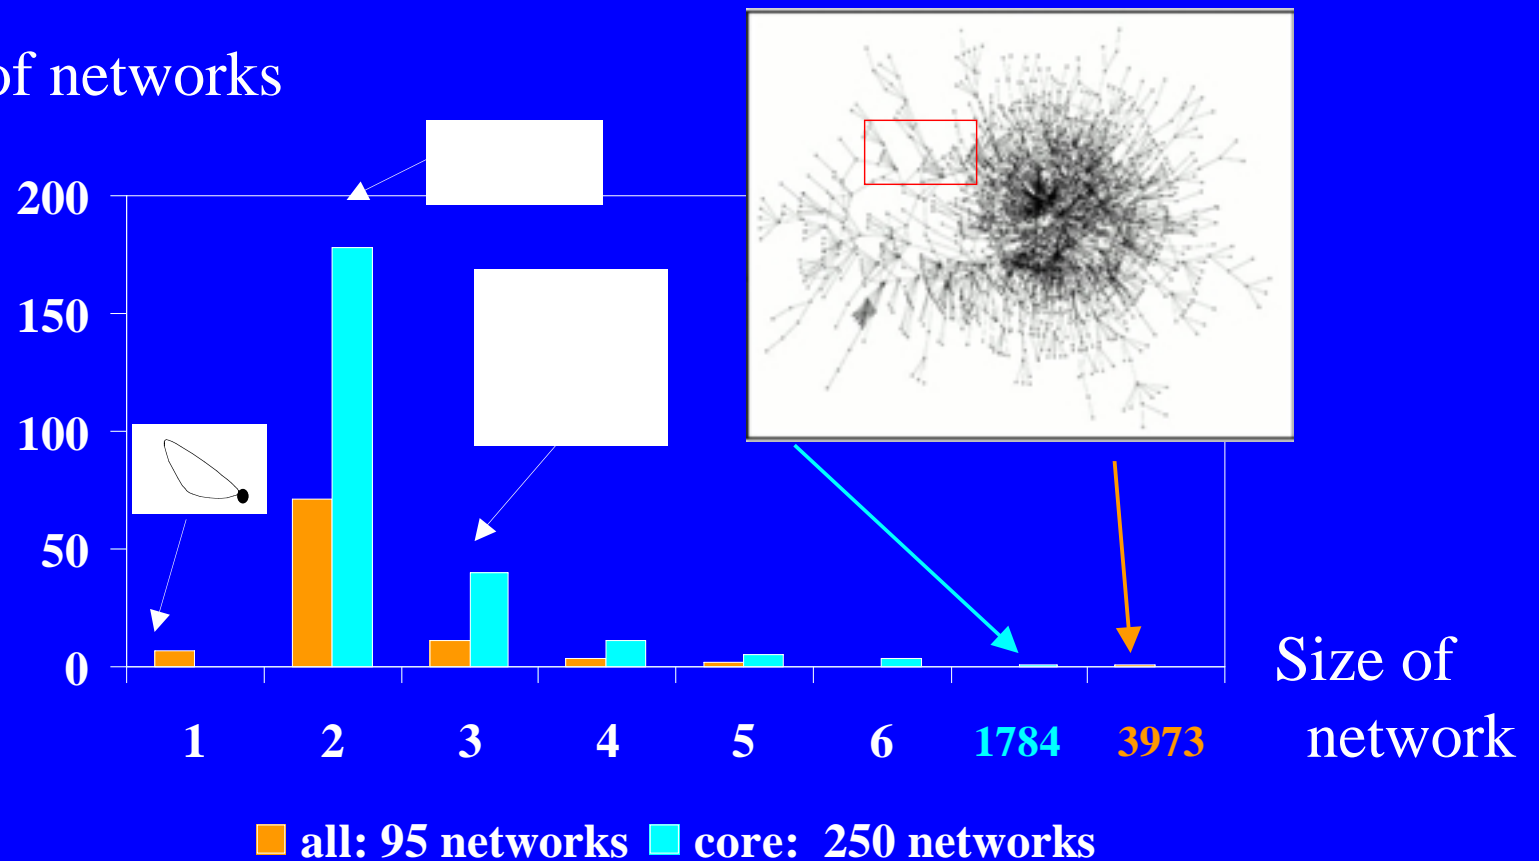 of networks
200
150
100
50
0
1 2 3 4 5 6 1784 3973
Size of
network
all: 95 networks core: 250 networks